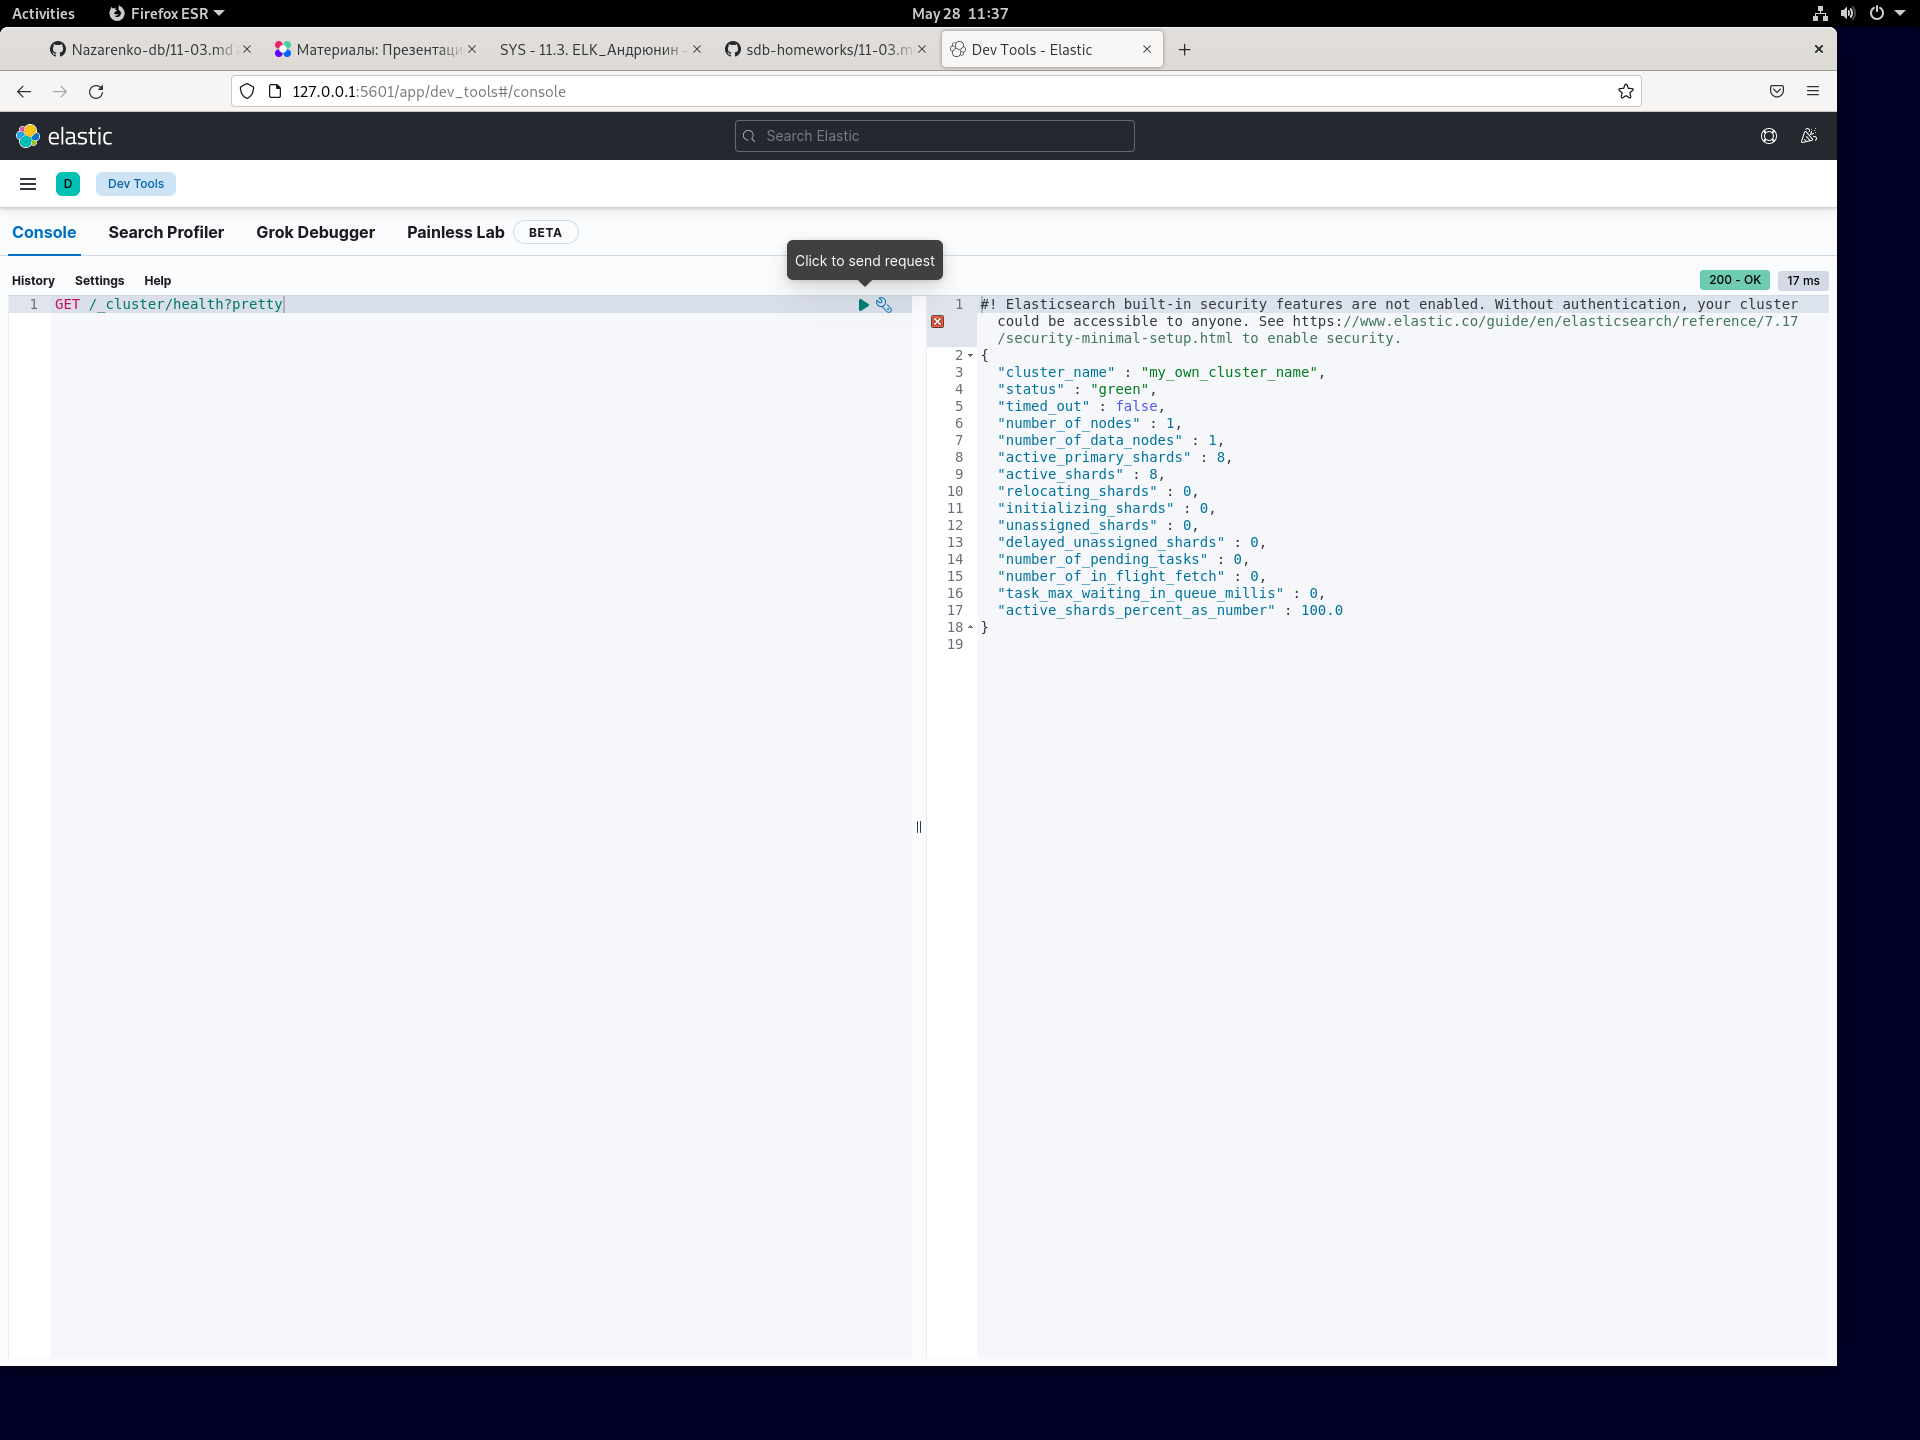 Activities Firefox ESR May 28 11:37
Nazarenko-db/11-03.md Материалы: Презентаци SYS - 11.3. ELK_Андрюнин - sdb-homeworks/11-03.m Dev Tools - Elastic
127.0.0.1:5601/app/dev_tools#/console
elastic Search Elastic
D Dev Tools
Console Search Profiler Grok Debugger Painless Lab BETA
Click to send request
History Settings Help 200 - OK 17 ms
1 GET /_cluster/health?pretty
1 #! Elasticsearch built-in security features are not enabled. Without authentication, your cluster
could be accessible to anyone. See https://www.elastic.co/guide/en/elasticsearch/reference/7.17
/security-minimal-setup.html to enable security.
2 {
3 "cluster_name" : "my_own_cluster_name",
4 "status" : "green",
5 "timed_out" : false,
6 "number_of_nodes" : 1,
7 "number_of_data_nodes" : 1,
8 "active_primary_shards" : 8,
9 "active_shards" : 8,
10 "relocating_shards" : 0,
11 "initializing_shards" : 0,
12 "unassigned_shards" : 0,
13 "delayed_unassigned_shards" : 0,
14 "number_of_pending_tasks" : 0,
15 "number_of_in_flight_fetch" : 0,
16 "task_max_waiting_in_queue_millis" : 0,
17 "active_shards_percent_as_number" : 100.0
18 }
19